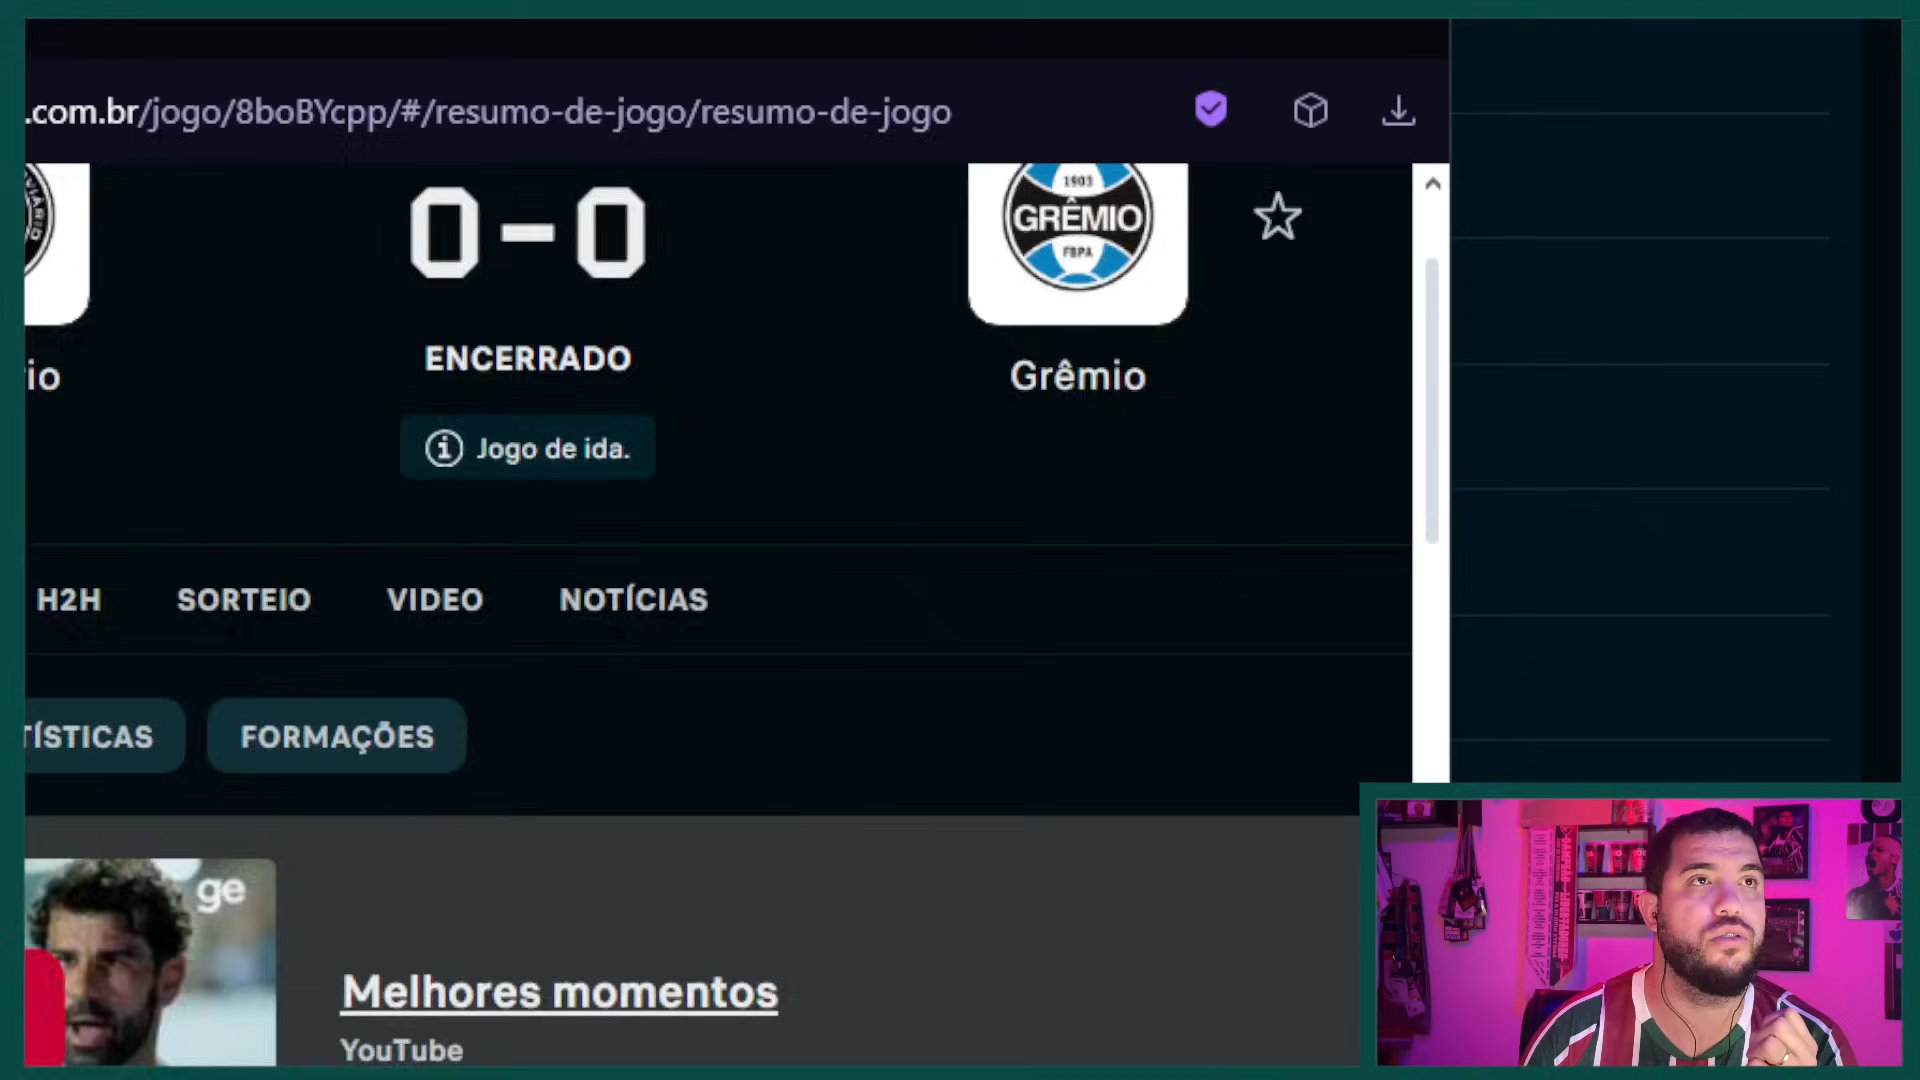 .com.br/jogo/8boBYcpp/#/resumo-de-jogo/resumo-de-jogo
0-0
1903
GRÊMIO
FBPA
ENCERRADO
io
Grêmio
Jogo de ida.
H2H
SORTEIO
VIDEO
NOTÍCIAS
TÍSTICAS
FORMAÇÕES
ge
Melhores momentos
YouTube